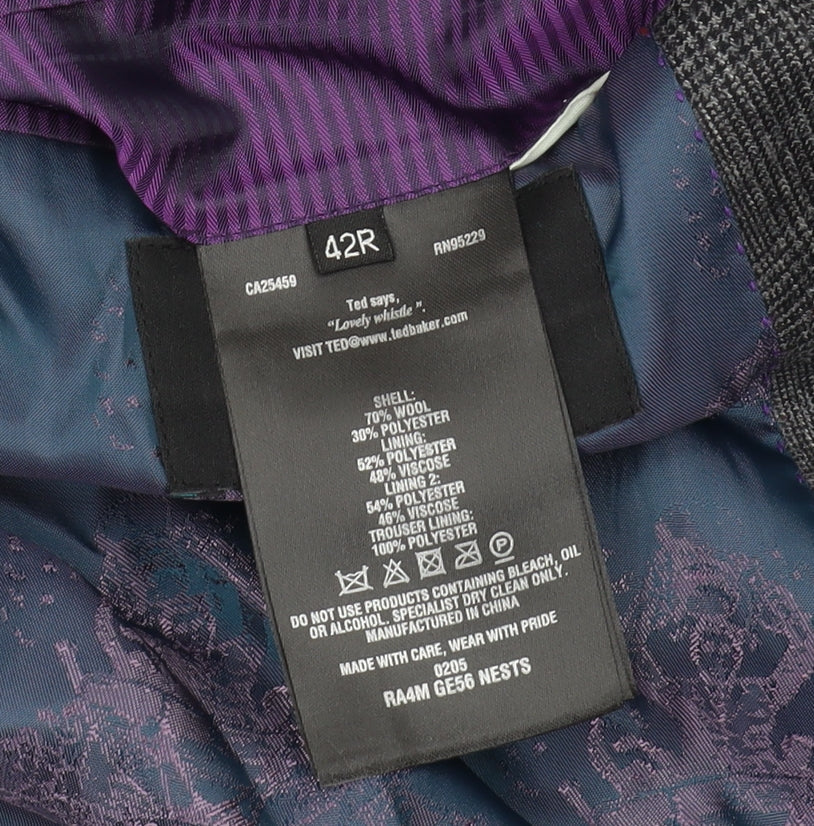 42R
CA25459
RN95229
Ted says,
"Lovely whistle".
VISIT TED@www.tedbaker.com
SHELL:
70% WOOL
30% POLYESTER
LINING:
52% POLYESTER
48% VISCOSE
LINING 2:
54% POLYESTER
46% VISCOSE
TROUSER LINING:
100% POLYESTER
P
DO NOT USE PRODUCTS CONTAINING BLEACH, OIL
OR ALCOHOL. SPECIALIST DRY CLEAN ONLY.
MANUFACTURED IN CHINA
MADE WITH CARE, WEAR WITH PRIDE
0205
RA4M GE56 NESTS